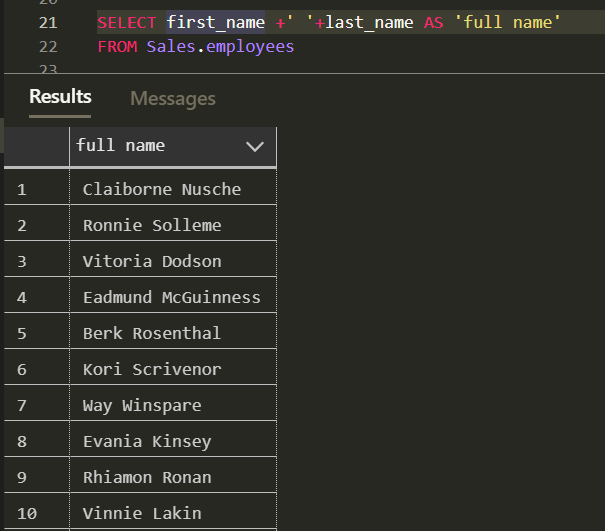 21 SELECT first_name +' '+last_name AS 'full name'
22 FROM Sales.employees
23
Results Messages
full name
1 Claiborne Nusche
2 Ronnie Solleme
3 Vitoria Dodson
4 Eadmund McGuinness
5 Berk Rosenthal
6 Kori Scrivenor
7 Way Winspare
8 Evania Kinsey
9 Rhiamon Ronan
10 Vinnie Lakin